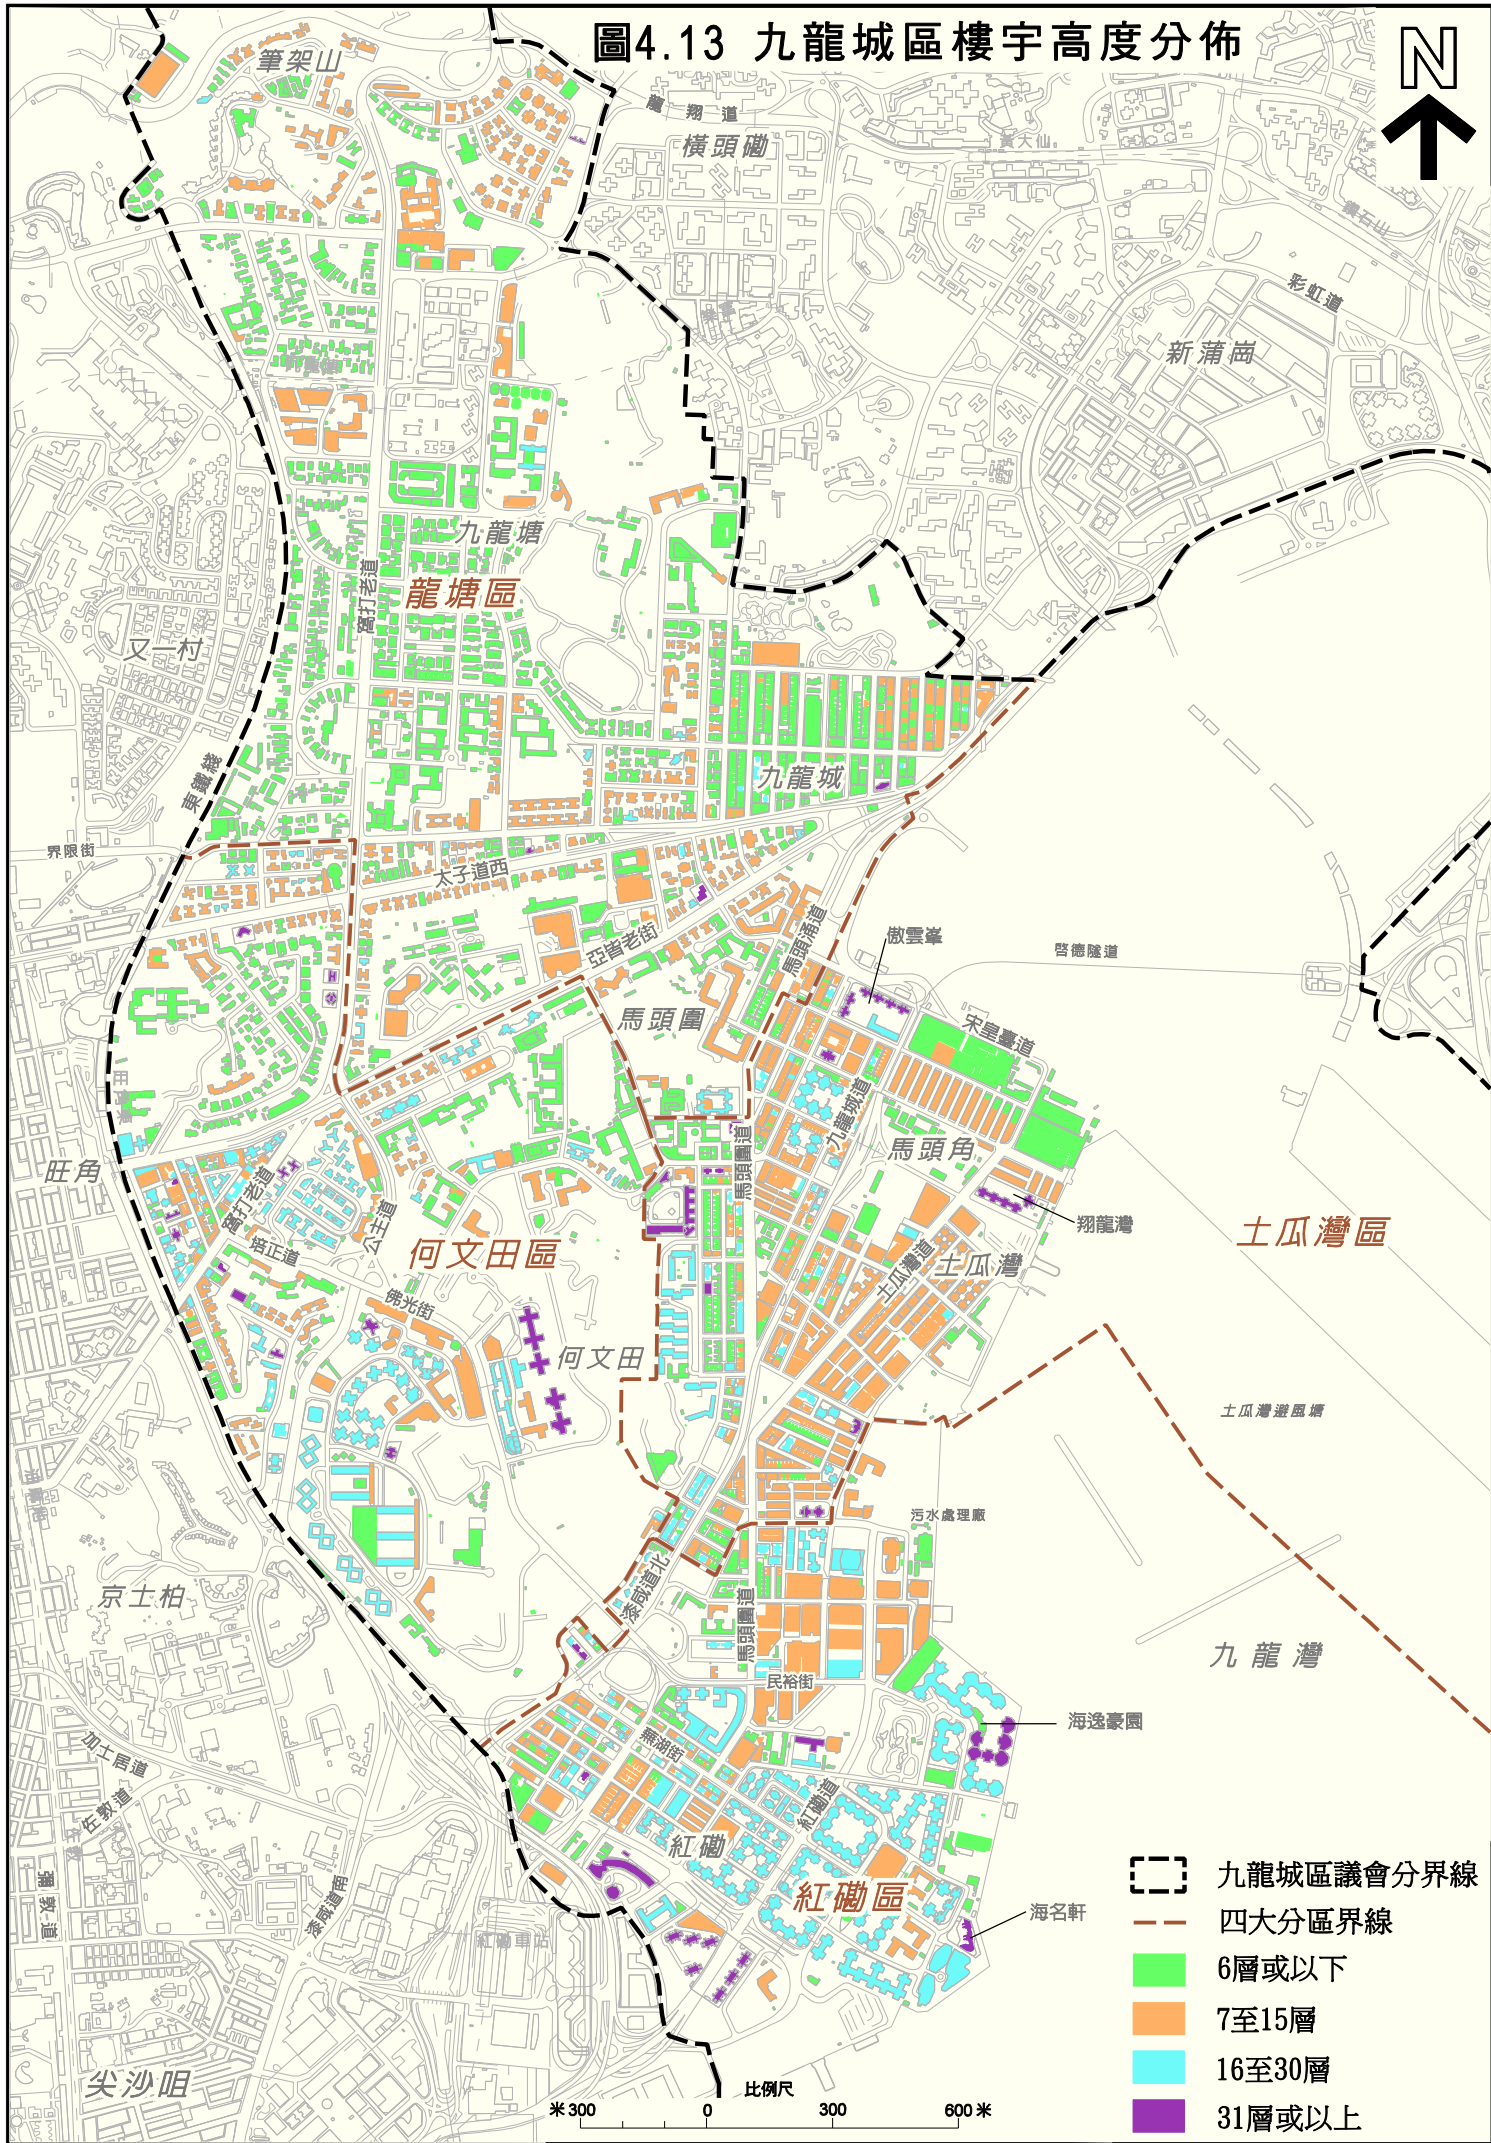 圖4.13 九龍城區樓宇高度分佈
N
筆架山
龍翔道
橫頭磡
黃大仙
鑽石山
彩虹道
新蒲崗
九龍塘
龍塘區
窩打老道
又一村
東鐵綫
九龍城
界限街
太子道西
亞皆老街
馬頭涌道
傲雲峯
啓德隧道
馬頭圍
宋皇臺道
九龍城道
馬頭角
旺角
窩打老道
公主道
培正道
馬頭圍道
翔龍灣
土瓜灣區
何文田區
土瓜灣道
土瓜灣
佛光街
何文田
土瓜灣避風塘
污水處理廠
京士柏
漆咸道北
馬頭圍道
九龍灣
民裕街
海逸豪園
蕪湖街
加士居道
佐敦道
紅磡道
紅磡
紅磡區
彌敦道
漆咸道南
紅磡車站
海名軒
尖沙咀
九龍城區議會分界線
四大分區界線
6層或以下
7至15層
16至30層
31層或以上
比例尺
米 300 0 300 600 米